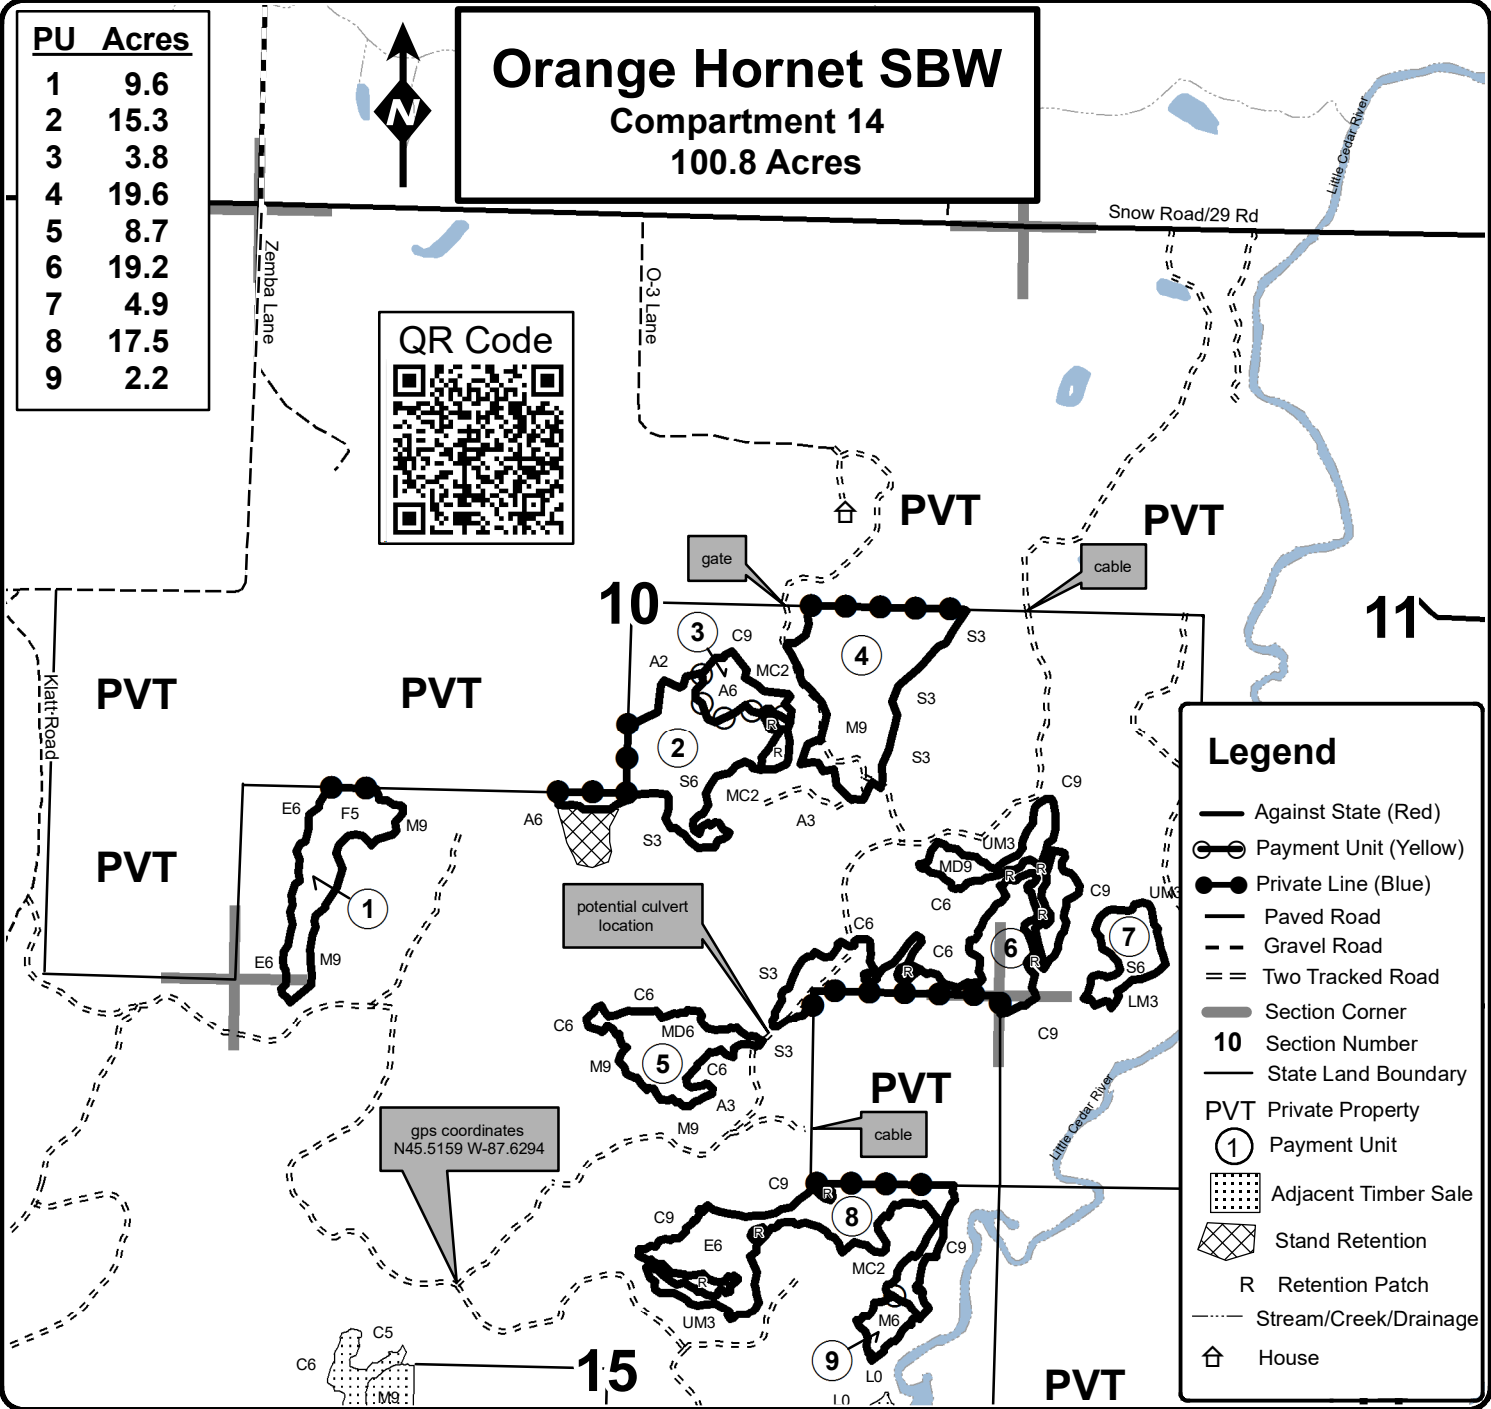 PU Acres
1 9.6
2 15.3
3 3.8
4 19.6
5 8.7
6 19.2
7 4.9
8 17.5
9 2.2
N
Orange Hornet SBW
Compartment 14
100.8 Acres
Little Cedar River
Snow Road/29 Rd
Zemba Lane
O-3 Lane
QR Code
PVT
PVT
gate
cable
10
11
3
C9
S3
A2
MC2
4
A6
S3
PVT
PVT
Klatt Road
R
M9
2
R
S3
S6
MC2
C9
E6
F5
M9
A6
S3
A3
UM3
PVT
MD9
R
R
C9
UM3
1
C6
R
potential culvert
location
C6
C6
6
7
E6
M9
S3
R
R
S6
LM3
C6
C6
MD6
C9
M9
5
C6
S3
A3
M9
PVT
Little Cedar River
gps coordinates
N45.5159 W-87.6294
cable
C9
R
C9
8
R
E6
C9
MC2
R
UM3
M6
C5
C6
9
L0
15
M9
L0
PVT
Legend
Against State (Red)
Payment Unit (Yellow)
Private Line (Blue)
Paved Road
Gravel Road
Two Tracked Road
Section Corner
10 Section Number
State Land Boundary
PVT Private Property
1 Payment Unit
Adjacent Timber Sale
Stand Retention
R Retention Patch
Stream/Creek/Drainage
House